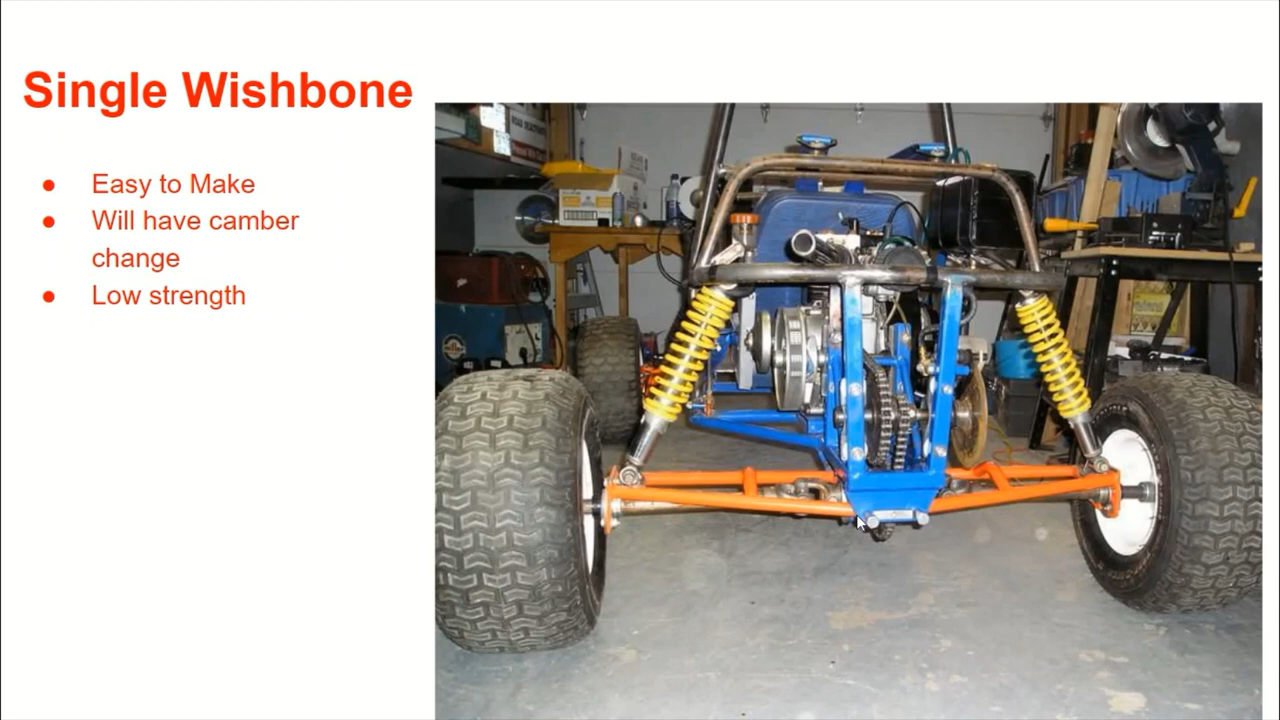 Single Wishbone
● Easy to Make
● Will have camber
change
● Low strength